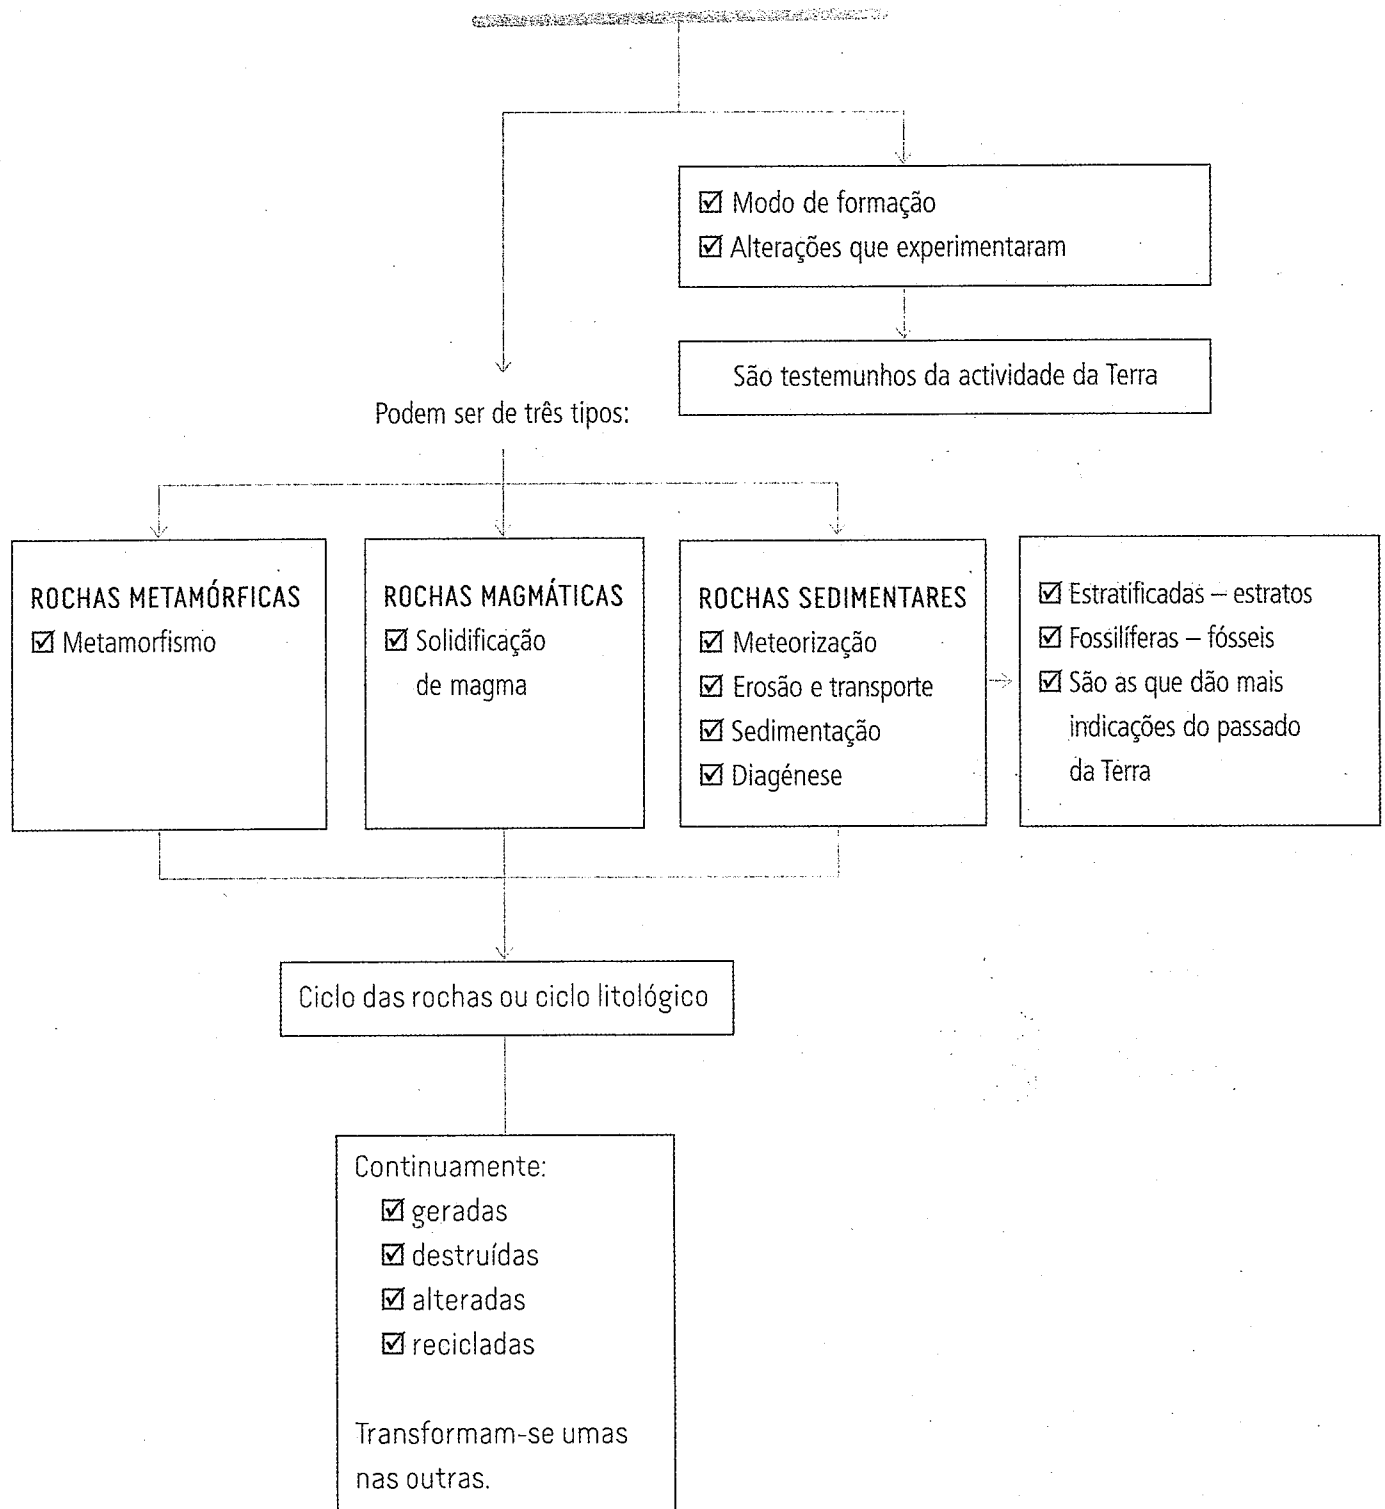 ☑ Modo de formação
☑ Alterações que experimentaram
São testemunhos da actividade da Terra
Podem ser de três tipos:
ROCHAS METAMÓRFICAS
☑ Metamorfismo
ROCHAS MAGMÁTICAS
☑ Solidificação
de magma
ROCHAS SEDIMENTARES
☑ Meteorização
☑ Erosão e transporte
☑ Sedimentação
☑ Diagénese
☑ Estratificadas – estratos
☑ Fossilíferas – fósseis
☑ São as que dão mais
indicações do passado
da Terra
Ciclo das rochas ou ciclo litológico
Continuamente:
☑ geradas
☑ destruídas
☑ alteradas
☑ recicladas
Transformam-se umas
nas outras.